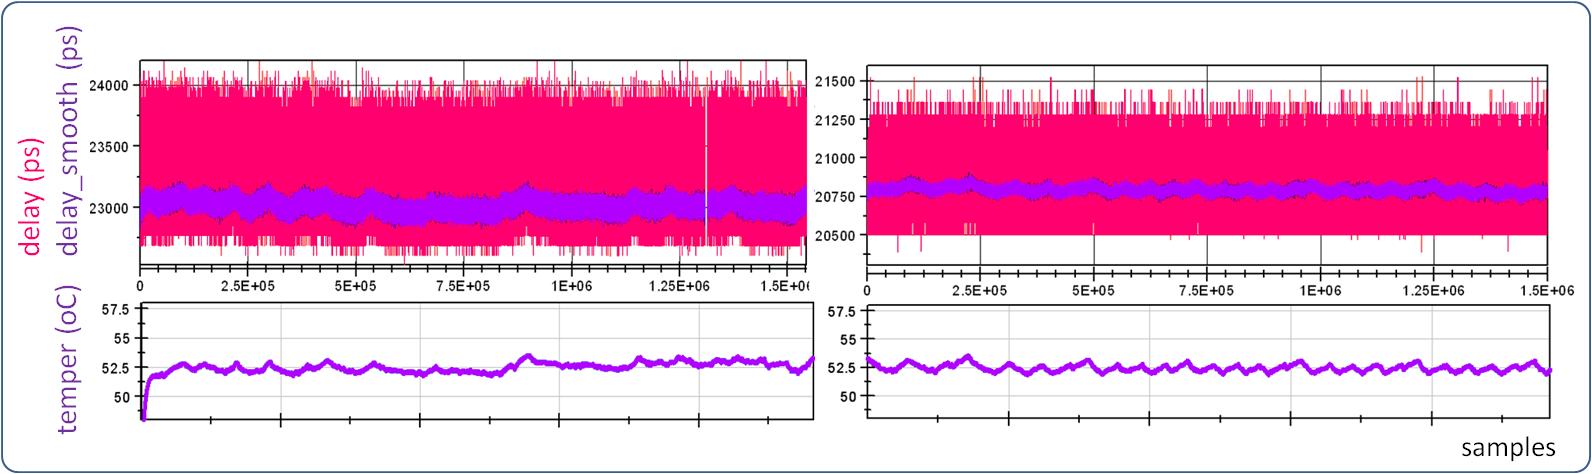 delay (ps)
delay_smooth (ps)
24000
23500
23000
0
2.5E+05
5E+05
7.5E+05
1E+06
1.25E+06
1.5E+06
21500
21250
21000
20750
20500
0
2.5E+05
5E+05
7.5E+05
1E+06
1.25E+06
1.5E+06
temper (oC)
57.5
55
52.5
50
57.5
55
52.5
50
samples